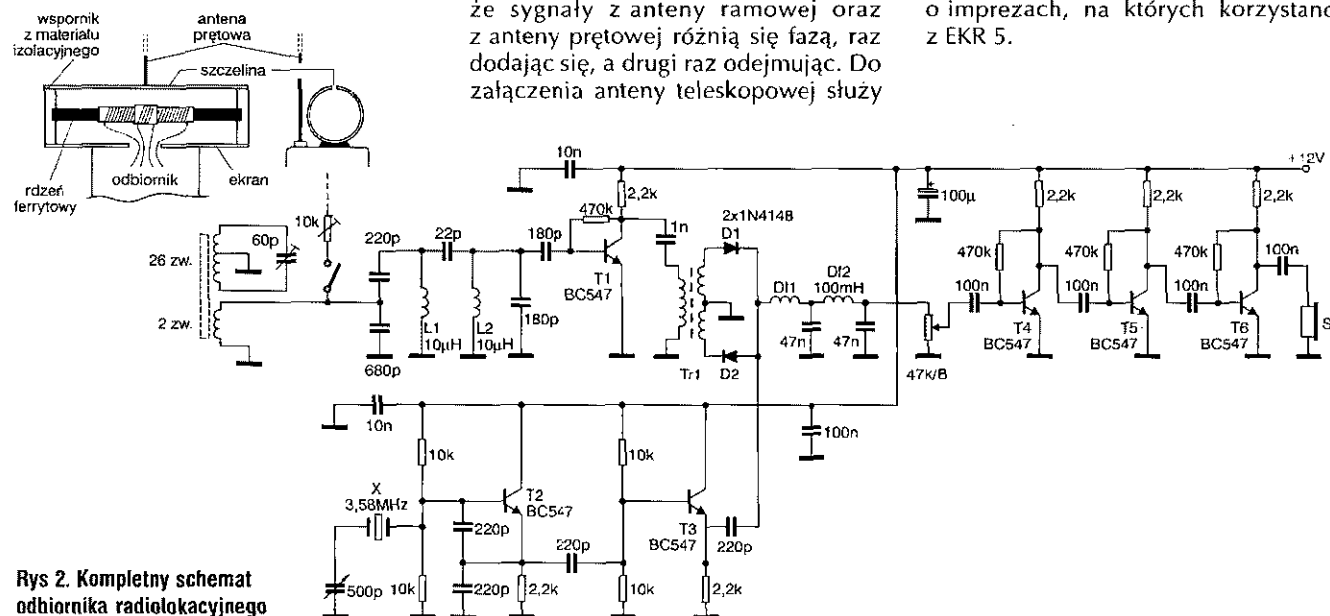 wspornik
z materiału
izolacyjnego
antena
prętowa
szczelina
rdzeń
ferrytowy
odbiornik
ekran
że sygnały z anteny ramowej oraz
z anteny prętowej różnią się fazą, raz
dodając się, a drugi raz odejmując. Do
załączenia anteny teleskopowej służy
o imprezach, na których korzystano
z EKR 5.
10n
+12V
2,2k
100µ
2,2k
2,2k
2,2k
10k
470k
1n
2x1N4148
D1
60p
220p
22p
180p
26 zw.
T1
BC547
Dł1
Dł2
100mH
470k
470k
470k
100n
100n
100n
100n
2 zw.
L1
10µH
L2
10µH
180p
47n
47n
T4
BC547
T5
BC547
T6
BC547
S
680p
Tr1
D2
47k/B
10n
100n
10k
10k
X
3,58MHz
T2
BC547
T3
BC547
220p
220p
220p
500p
10k
220p
2,2k
10k
2,2k
Rys 2. Kompletny schemat
odbiornika radiolokacyjnego